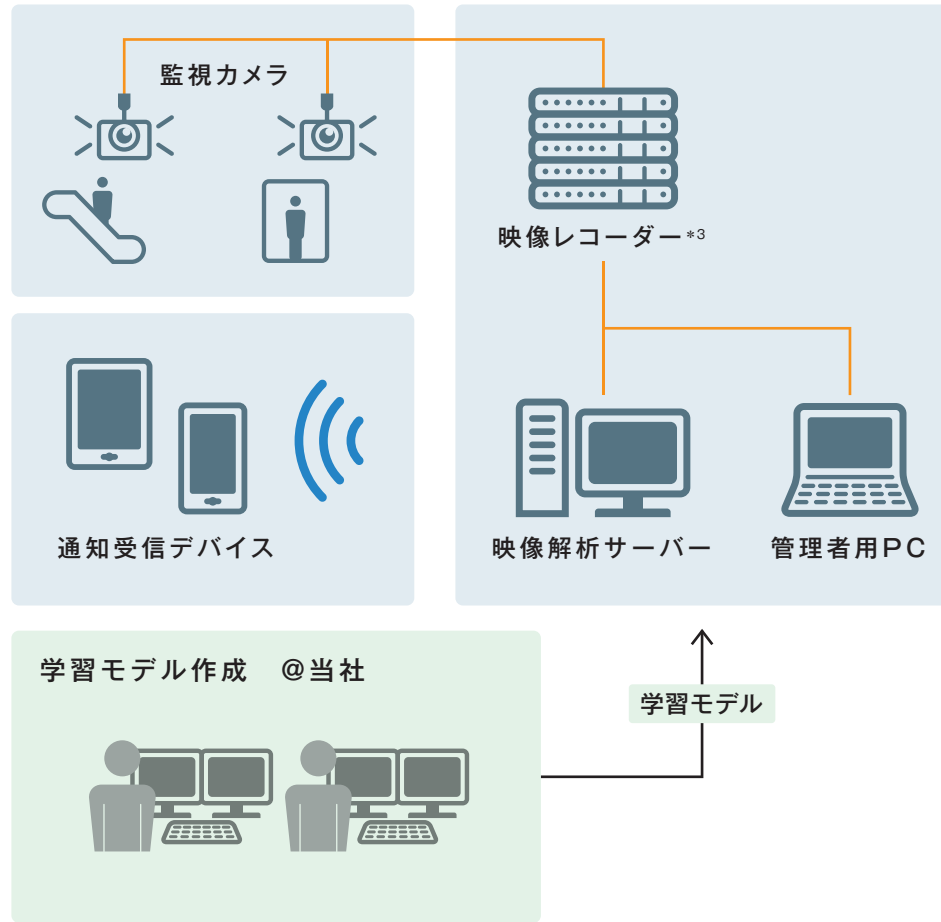 監視カメラ
映像レコーダー*3
通知受信デバイス
映像解析サーバー
管理者用PC
学習モデル作成　@当社
学習モデル